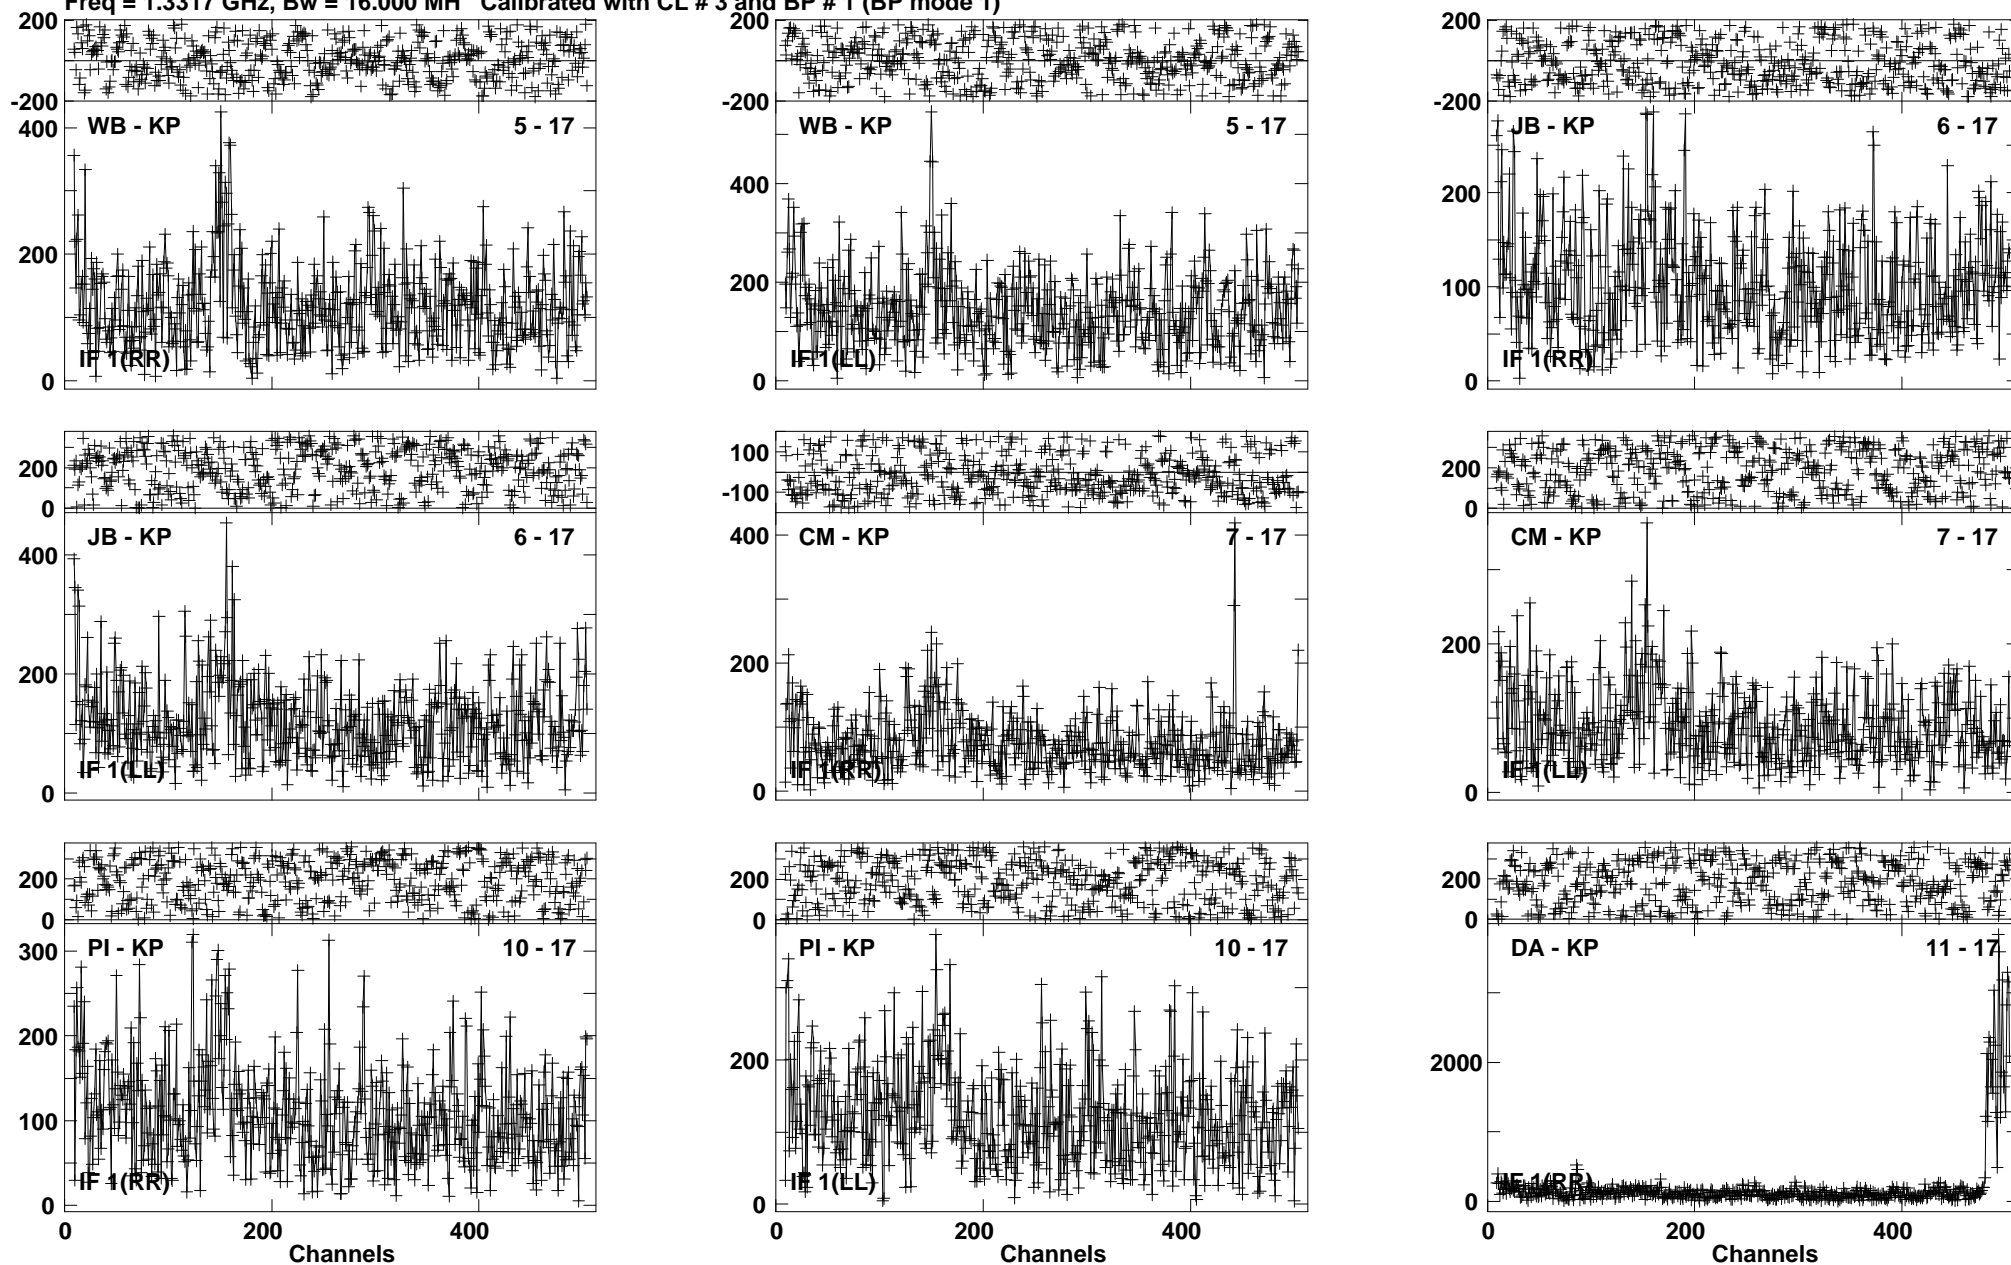 Freq = 1.3317 GHz, Bw = 16.000 MH Calibrated with CL # 3 and BP # 1 (BP mode 1)
200
-200
400
200
0
WB - KP 5 - 17
IF 1(RR)
200
-200
400
200
0
WB - KP 5 - 17
IF 1(LL)
200
-200
200
100
0
JB - KP 6 - 17
IF 1(RR)
200
0
400
200
0
JB - KP 6 - 17
IF 1(LL)
100
-100
400
200
0
CM - KP 7 - 17
IF 1(RR)
200
0
200
0
CM - KP 7 - 17
IF 1(LL)
200
0
300
200
100
0
PI - KP 10 - 17
IF 1(RR)
0 200 400
Channels
200
0
200
0
PI - KP 10 - 17
IF 1(LL)
0 200 400
200
0
2000
0
DA - KP 11 - 17
IF 1(RR)
0 200 400
Channels